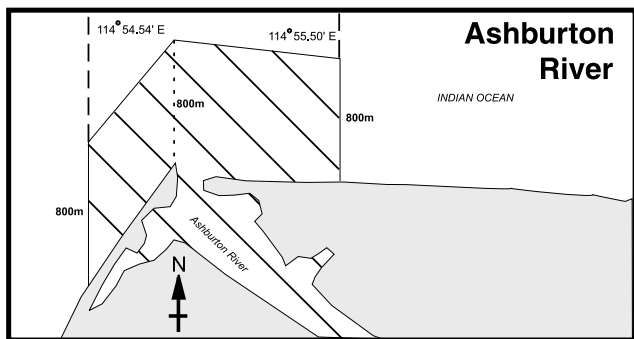 114° 54.54' E
114° 55.50' E
Ashburton
River
INDIAN OCEAN
800m
800m
800m
Ashburton River
N